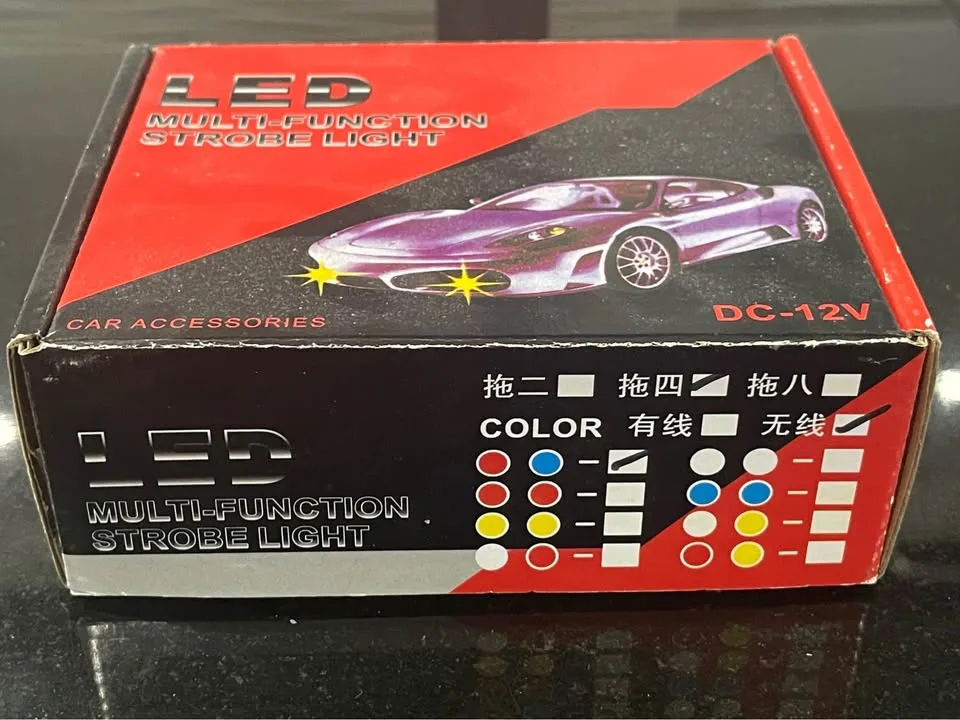 LED
MULTI-FUNCTION
STROBE LIGHT
CAR ACCESSORIES
DC-12V
拖二 拖四 拖八
COLOR 有线 无线
LED
MULTI-FUNCTION
STROBE LIGHT